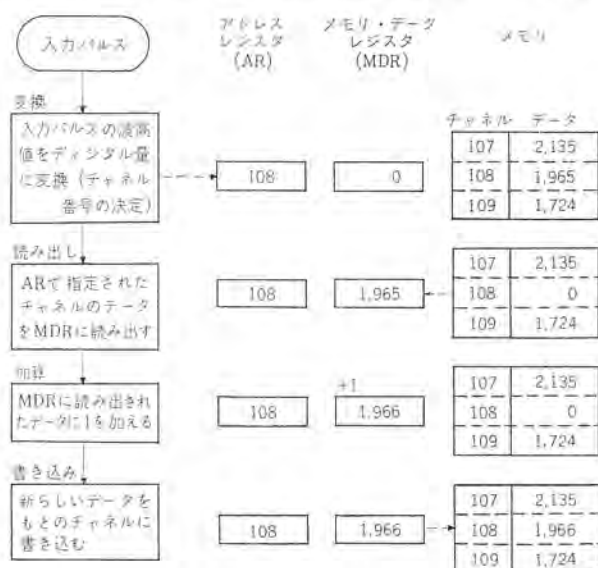 入力パルス
アドレス
レジスタ
(AR)
メモリ・データ
レジスタ
(MDR)
メモリ
変換
入力パルスの波高
値をディジタル量
に変換(チャネル
番号の決定)
108
0
チャネル データ
107 2,135
108 1,965
109 1,724
読み出し
ARで指定された
チャネルのデータ
をMDRに読み出す
108
1,965
107 2,135
108 0
109 1,724
加算
MDRに読み出され
たデータに1を加える
108
+1
1,966
107 2,135
108 0
109 1,724
書き込み
新らしいデータを
もとのチャネルに
書き込む
108
1,966
107 2,135
108 1,966
109 1,724